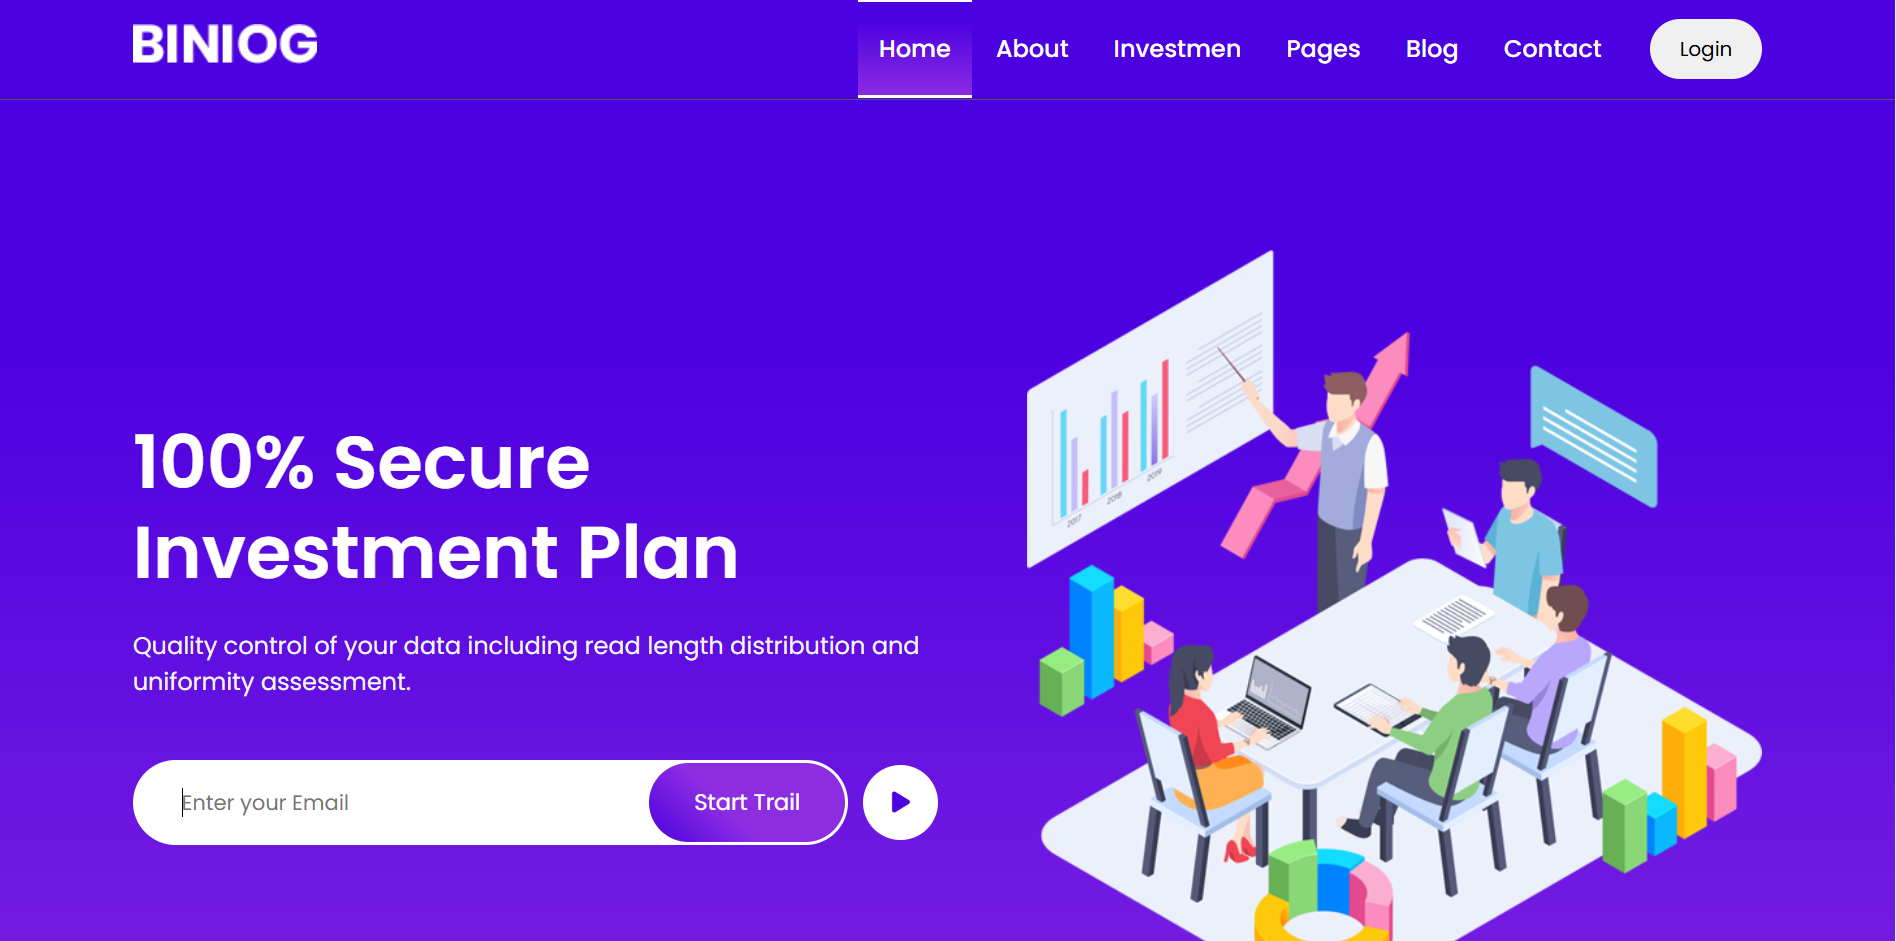 BINIOG
Home About Investmen Pages Blog Contact Login
100% Secure
Investment Plan
Quality control of your data including read length distribution and
uniformity assessment.
Enter your Email
Start Trail
2017
2018
2019